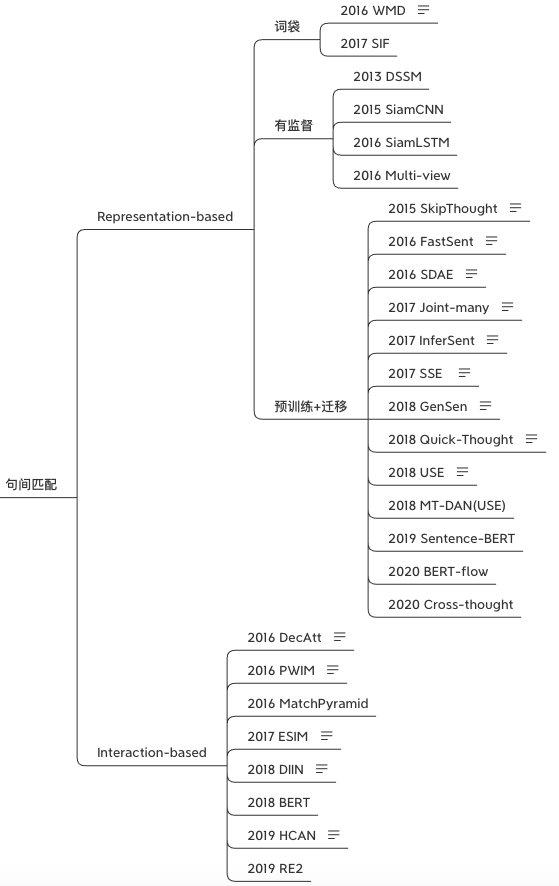 句间匹配
Representation-based
词袋
2016 WMD
2017 SIF
有监督
2013 DSSM
2015 SiamCNN
2016 SiamLSTM
2016 Multi-view
预训练+迁移
2015 SkipThought
2016 FastSent
2016 SDAE
2017 Joint-many
2017 InferSent
2017 SSE
2018 GenSen
2018 Quick-Thought
2018 USE
2018 MT-DAN(USE)
2019 Sentence-BERT
2020 BERT-flow
2020 Cross-thought
Interaction-based
2016 DecAtt
2016 PWIM
2016 MatchPyramid
2017 ESIM
2018 DIIN
2018 BERT
2019 HCAN
2019 RE2